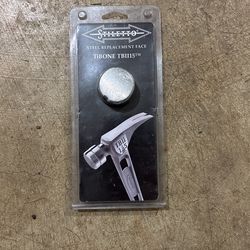 STILETTO
STEEL REPLACEMENT FACE
TIBONE TBII15™